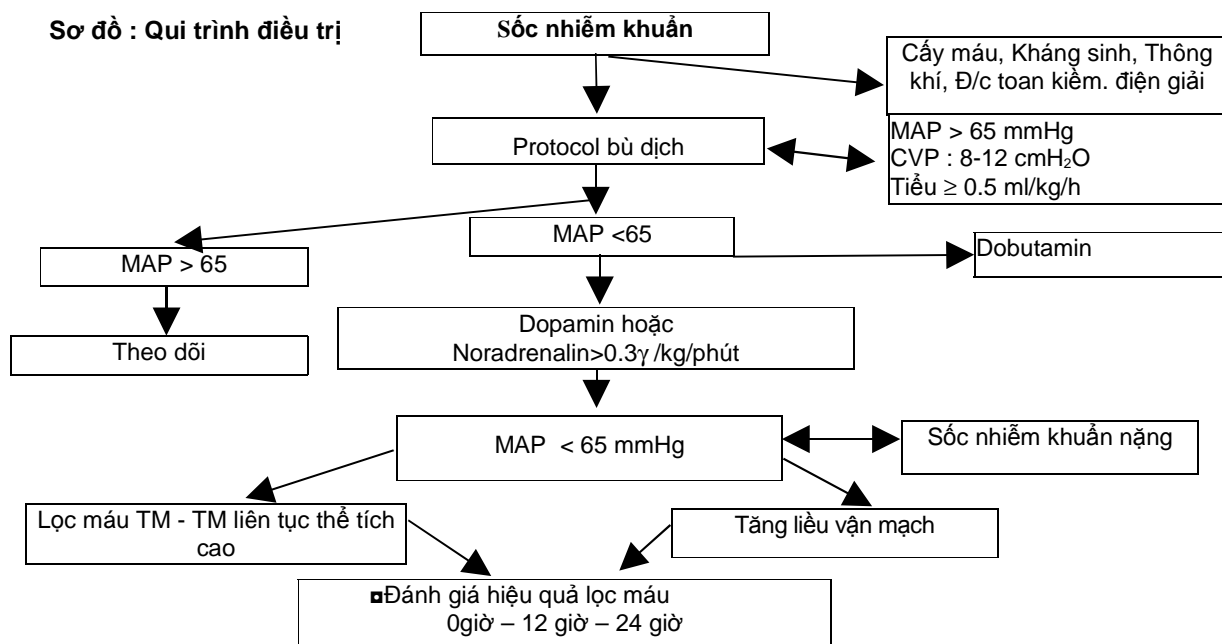 Sơ đồ : Qui trình điều trị
Sốc nhiễm khuẩn
Cấy máu, Kháng sinh, Thông
khí, Đ/c toan kiềm. điện giải
Protocol bù dịch
MAP > 65 mmHg
CVP : 8-12 cmH₂O
Tiểu ≥ 0.5 ml/kg/h
MAP > 65
MAP <65
Dobutamin
Theo dõi
Dopamin hoặc
Noradrenalin>0.3γ /kg/phút
MAP < 65 mmHg
Sốc nhiễm khuẩn nặng
Lọc máu TM - TM liên tục thể tích
cao
Tăng liều vận mạch
◘Đánh giá hiệu quả lọc máu
0giờ – 12 giờ – 24 giờ